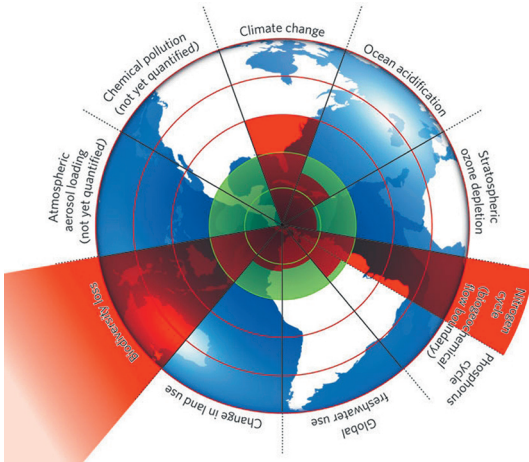 Climate change
Ocean acidification
Stratospheric
ozone depletion
Nitrogen
cycle
(biogeochemical
flow boundary)
Phosphorus
cycle
Global
freshwater use
Change in land use
Biodiversity loss
Atmospheric
aerosol loading
(not yet quantified)
Chemical pollution
(not yet quantified)